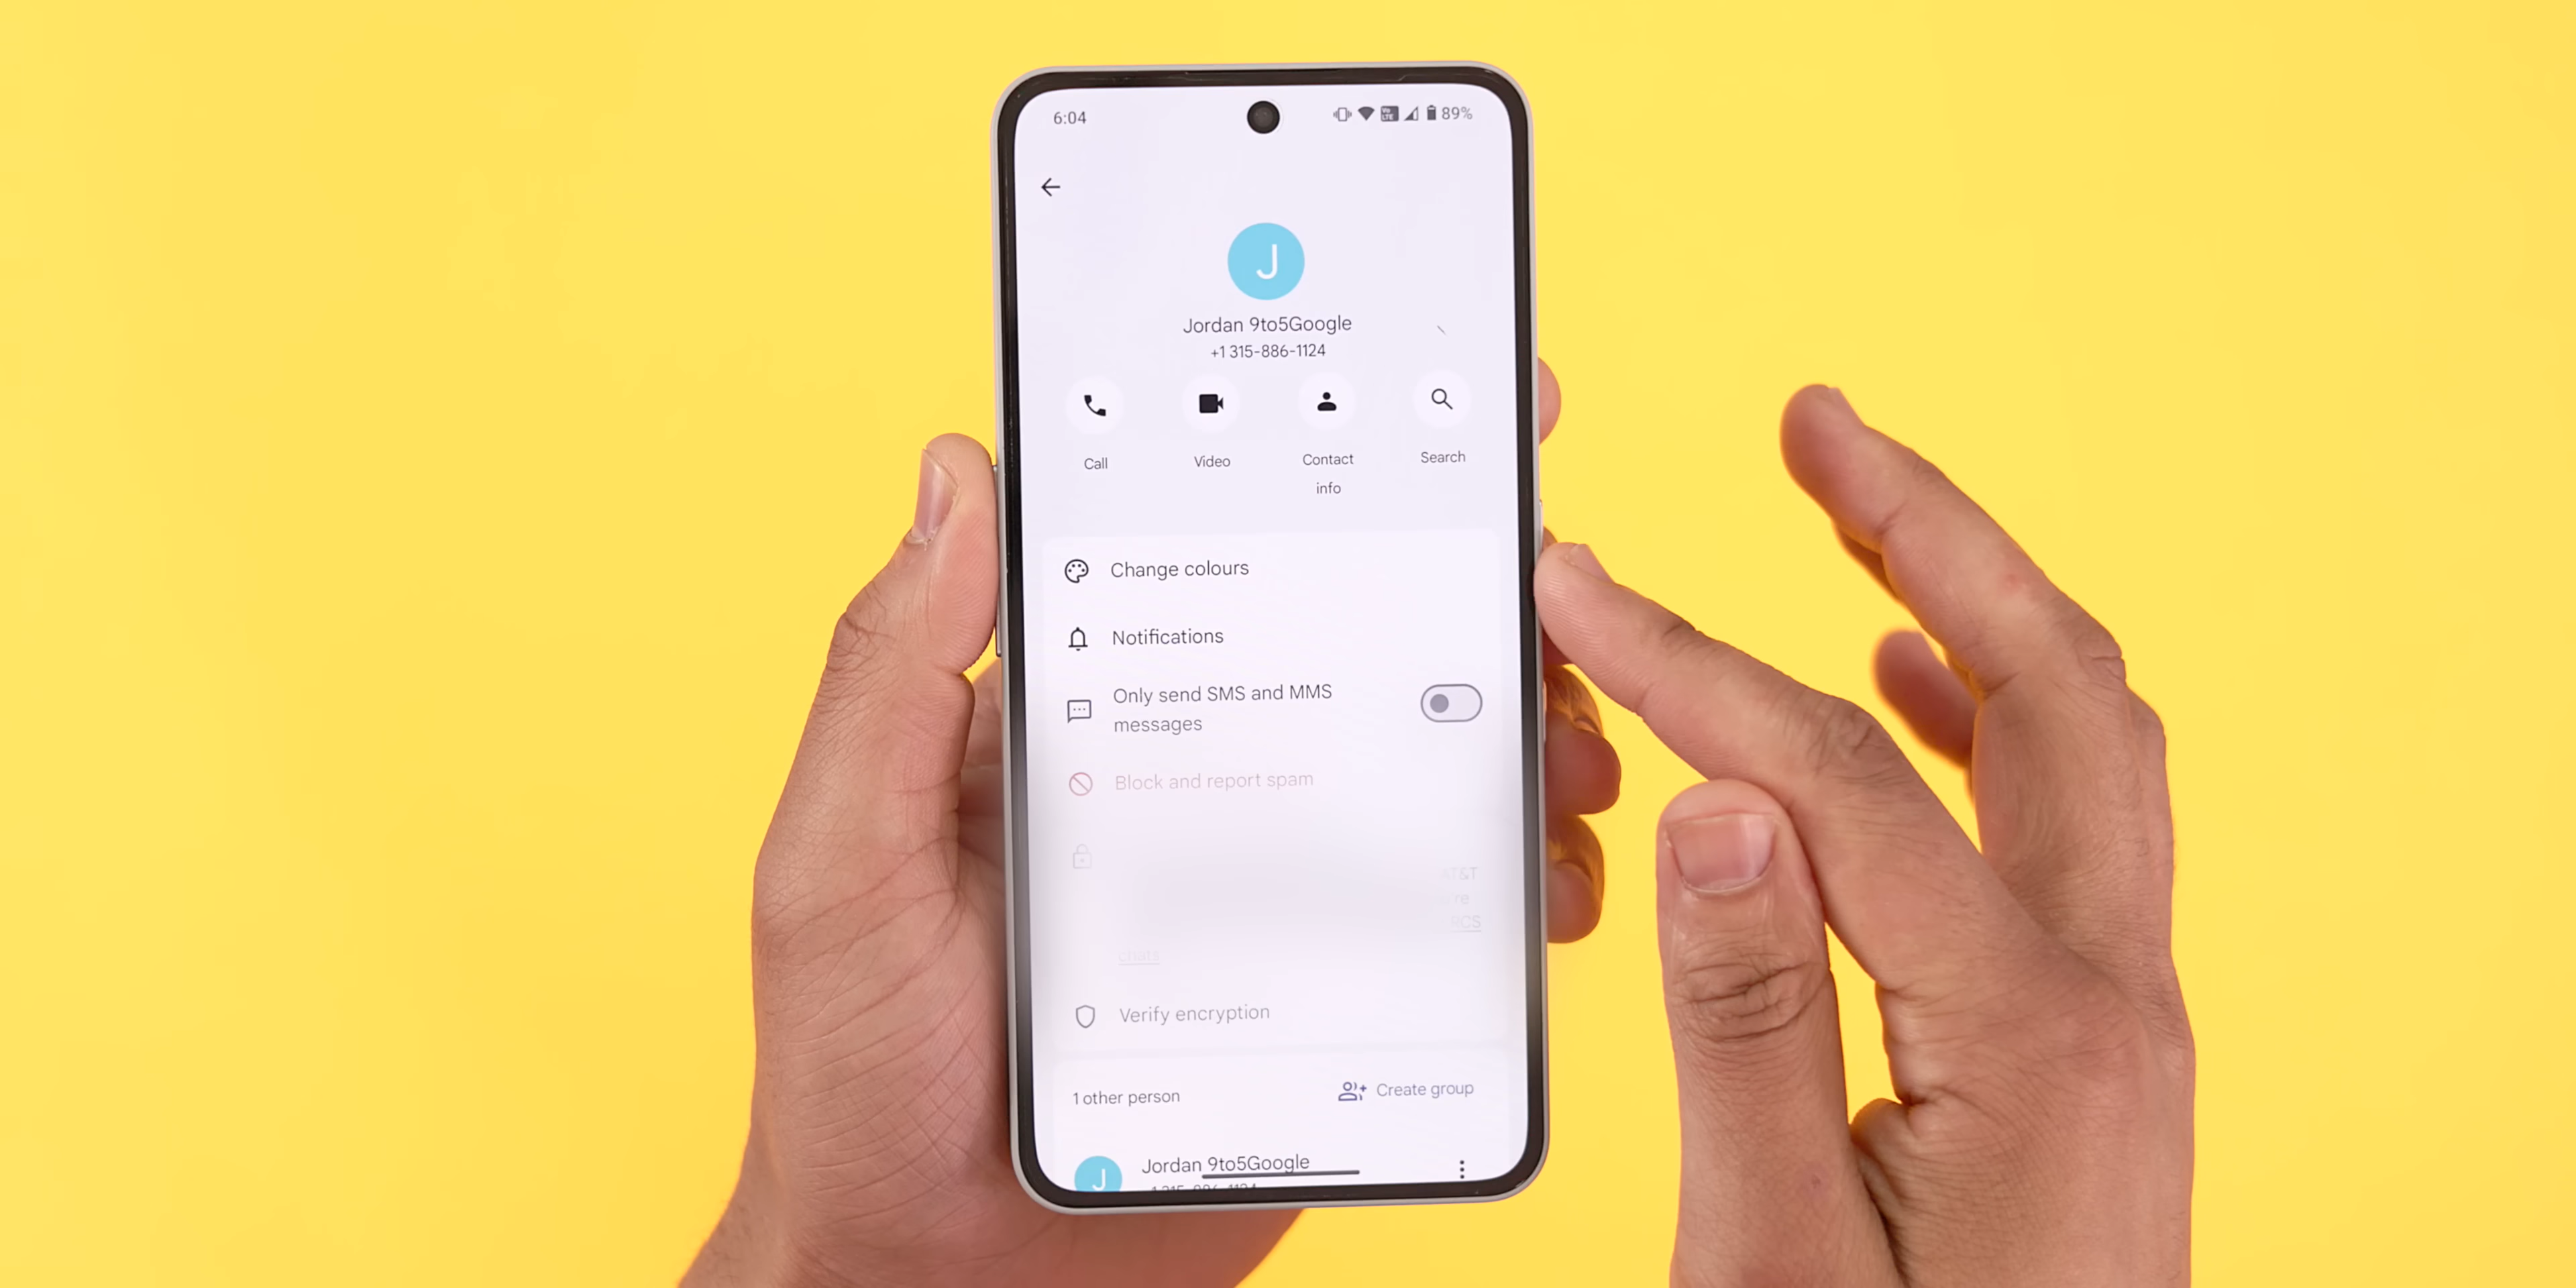 6:04
89%
J
Jordan 9to5Google
+1 315-886-1124
Call
Video
Contact
info
Search
Change colours
Notifications
Only send SMS and MMS
messages
Block and report spam
AT&T
re
RCS
chats
Verify encryption
1 other person
Create group
J
Jordan 9to5Google